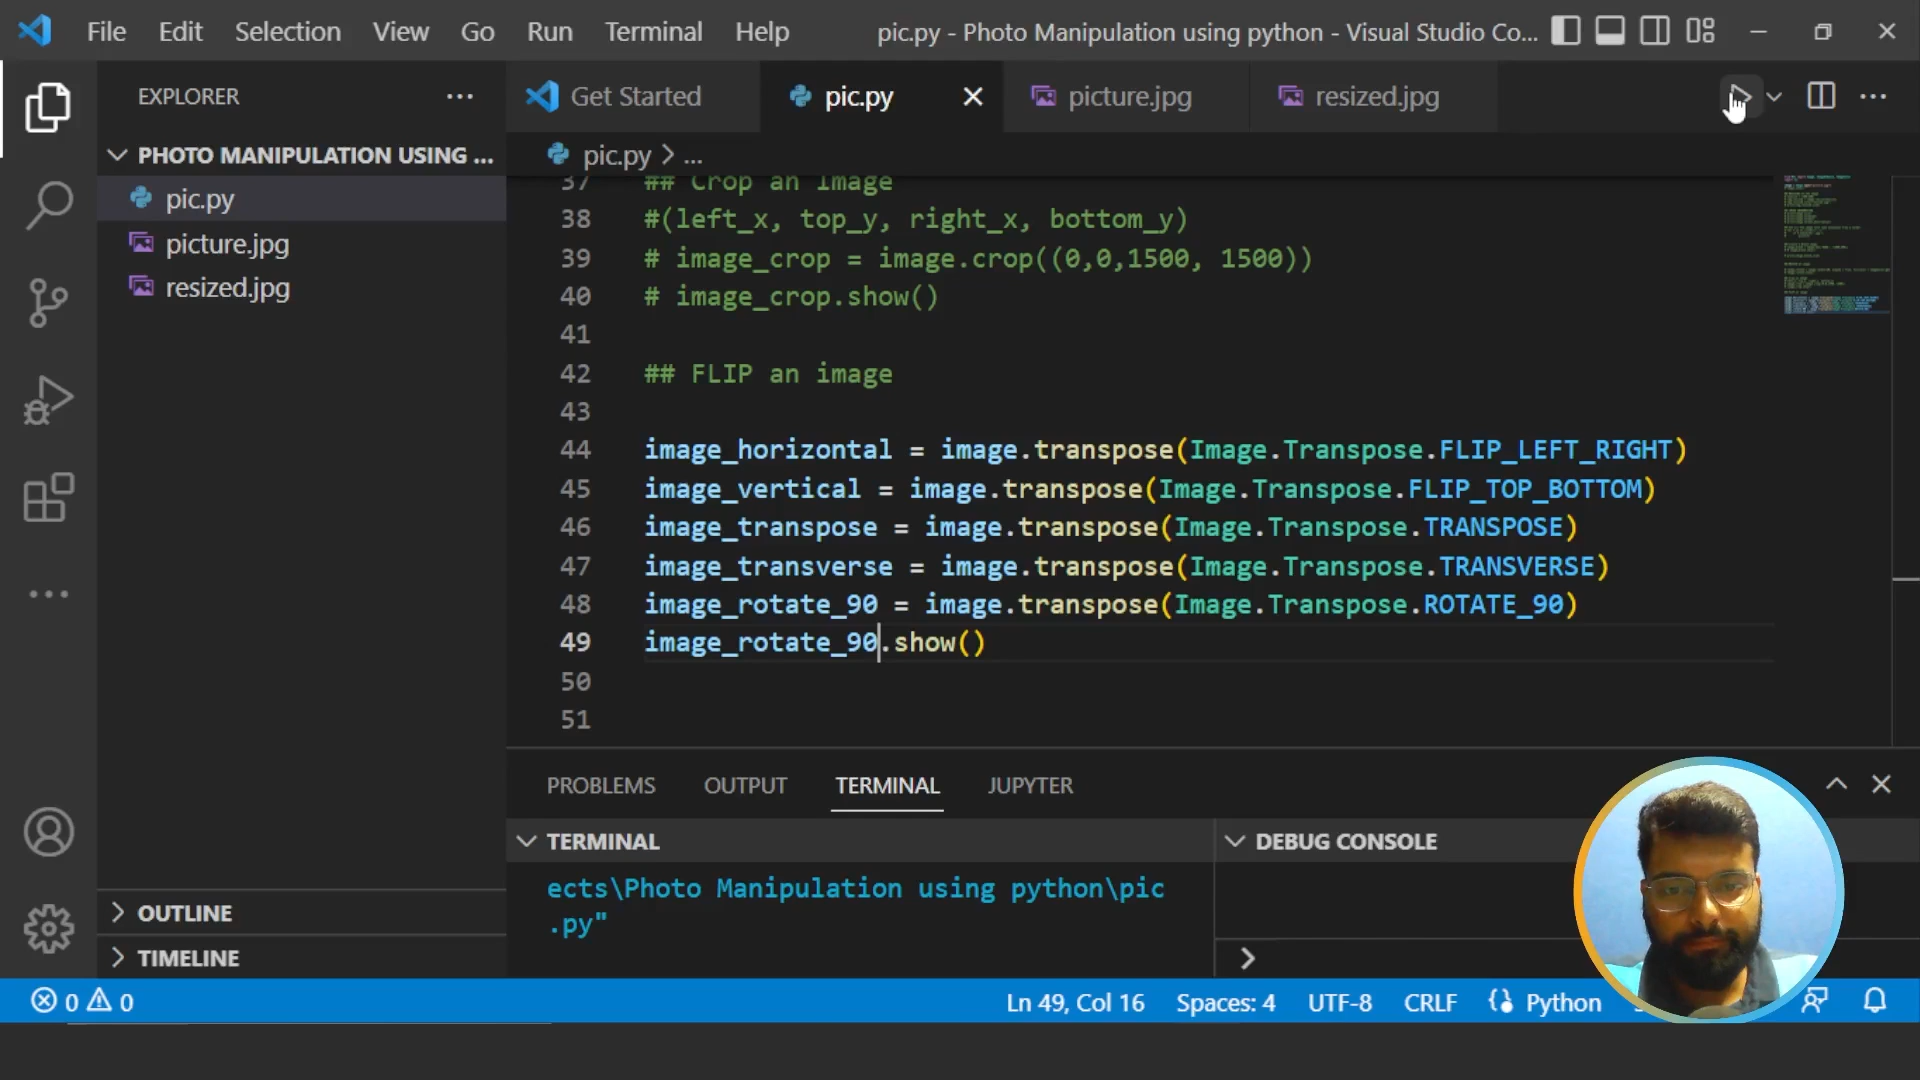 File Edit Selection View Go Run Terminal Help pic.py - Photo Manipulation using python - Visual Studio Co...
EXPLORER
PHOTO MANIPULATION USING ...
pic.py
picture.jpg
resized.jpg
OUTLINE
TIMELINE
Get Started pic.py picture.jpg resized.jpg
pic.py > ...
37 ## Crop an Image
38 #(left_x, top_y, right_x, bottom_y)
39 # image_crop = image.crop((0,0,1500, 1500))
40 # image_crop.show()
41
42 ## FLIP an image
43
44 image_horizontal = image.transpose(Image.Transpose.FLIP_LEFT_RIGHT)
45 image_vertical = image.transpose(Image.Transpose.FLIP_TOP_BOTTOM)
46 image_transpose = image.transpose(Image.Transpose.TRANSPOSE)
47 image_transverse = image.transpose(Image.Transpose.TRANSVERSE)
48 image_rotate_90 = image.transpose(Image.Transpose.ROTATE_90)
49 image_rotate_90.show()
50
51
PROBLEMS OUTPUT TERMINAL JUPYTER
TERMINAL
ects\Photo Manipulation using python\pic
.py"
DEBUG CONSOLE
0 0 Ln 49, Col 16 Spaces: 4 UTF-8 CRLF Python